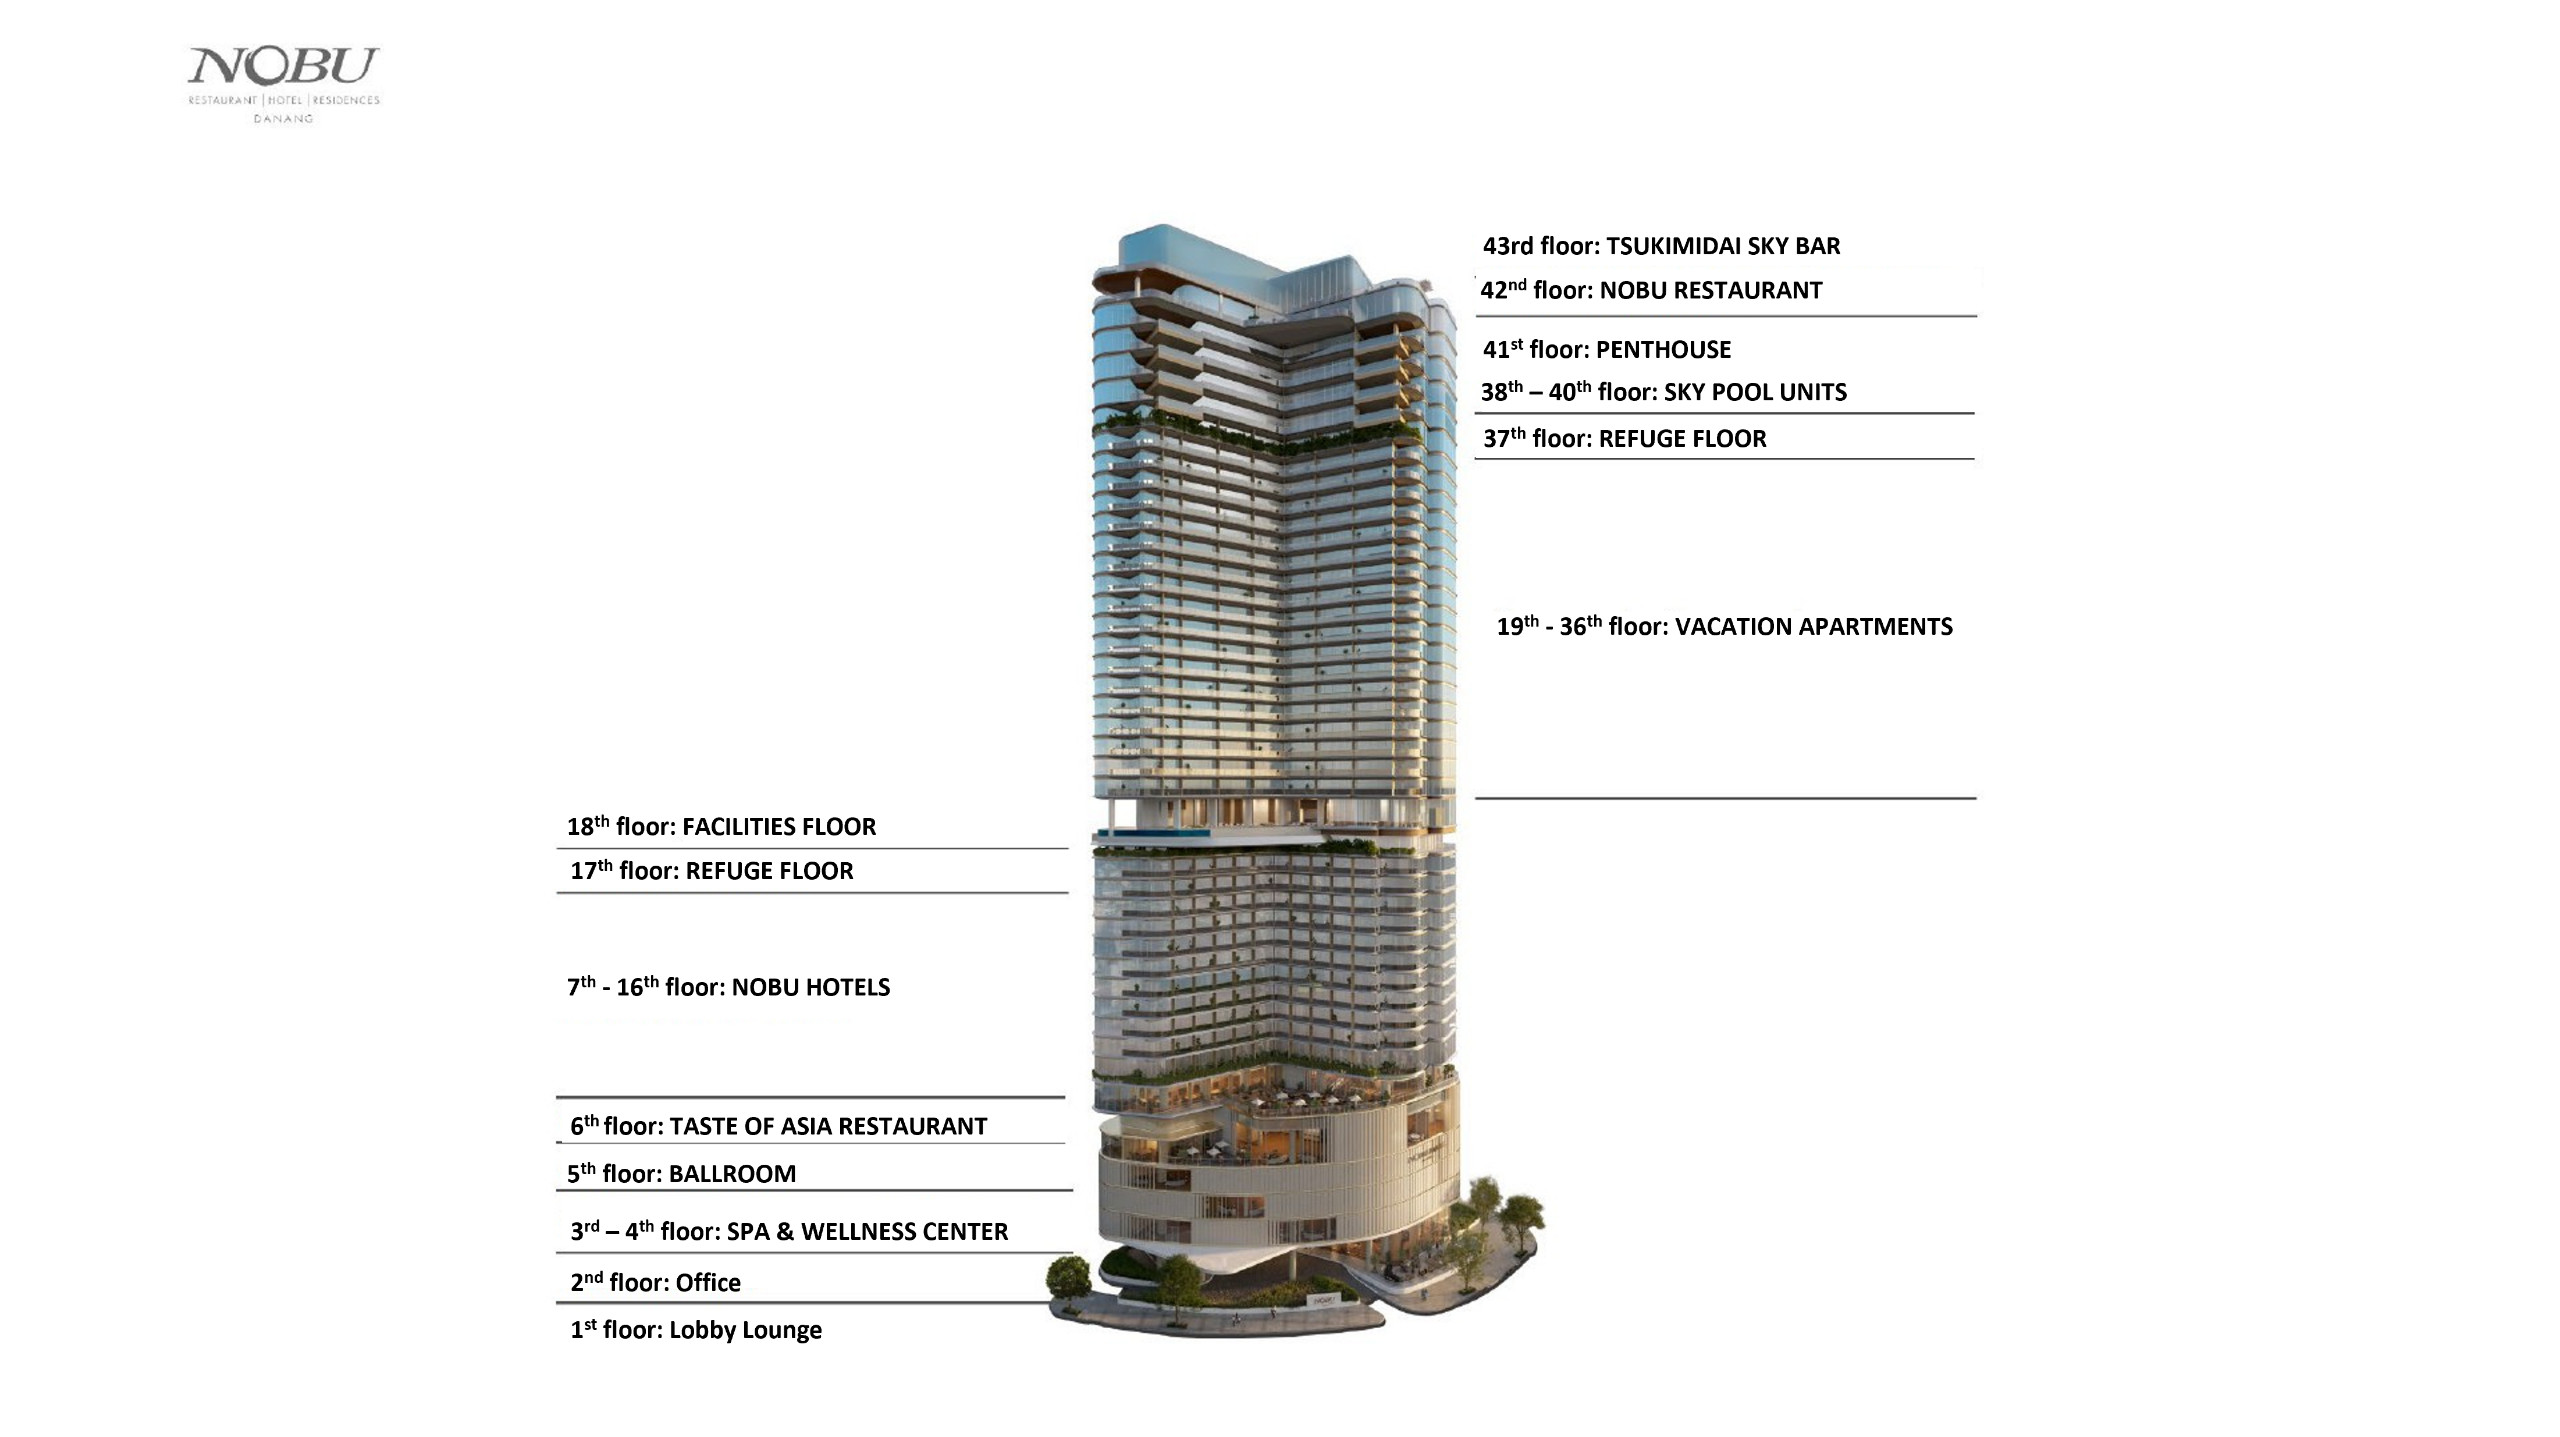 NOBU
RESTAURANT | HOTEL | RESIDENCES
DANANG
43rd floor: TSUKIMIDAI SKY BAR
42nd floor: NOBU RESTAURANT
41st floor: PENTHOUSE
38th – 40th floor: SKY POOL UNITS
37th floor: REFUGE FLOOR
19th - 36th floor: VACATION APARTMENTS
18th floor: FACILITIES FLOOR
17th floor: REFUGE FLOOR
7th - 16th floor: NOBU HOTELS
6th floor: TASTE OF ASIA RESTAURANT
5th floor: BALLROOM
3rd – 4th floor: SPA & WELLNESS CENTER
2nd floor: Office
1st floor: Lobby Lounge
NOBU